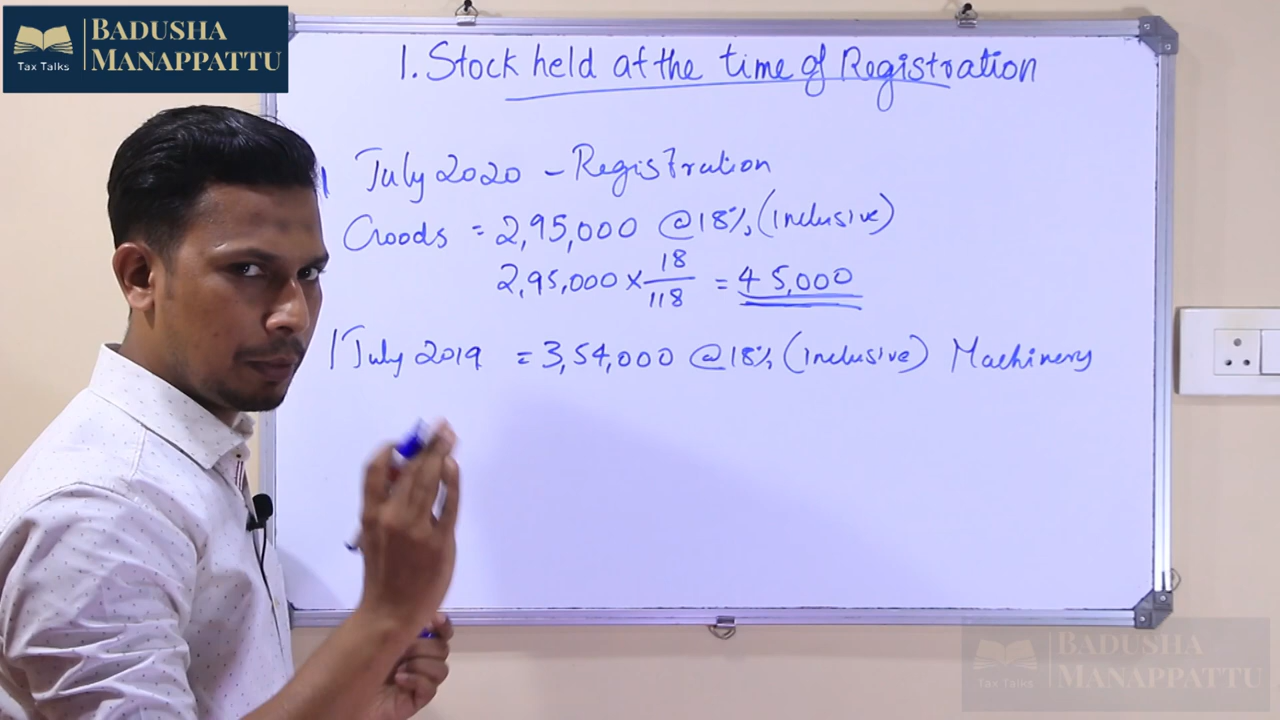 BADUSHA
MANAPPATTU
Tax Talks
1. Stock held at the time of Registration
1 July 2020 - Registration
Goods = 2,95,000 @18% (inclusive)
2,95,000 × 18/118 = 45,000
1 July 2019 = 3,54,000 @18% (inclusive) Machinery
BADUSHA
MANAPPATTU
Tax Talks